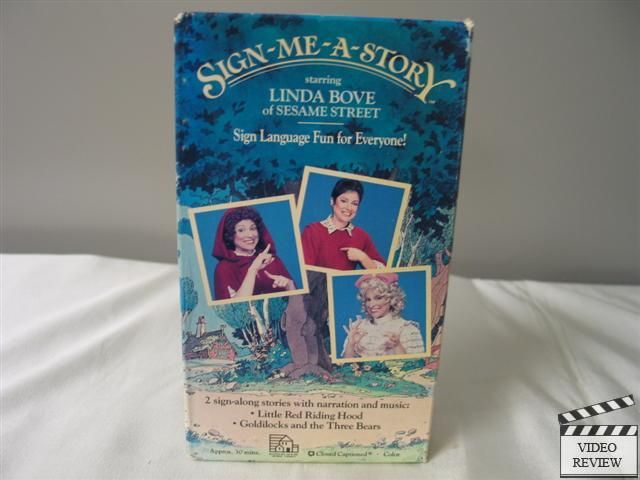 SIGN-ME-A-STORY
starring
LINDA BOVE
of SESAME STREET
Sign Language Fun for Everyone!
2 sign-along stories with narration and music:
• Little Red Riding Hood
• Goldilocks and the Three Bears
Approx. 30 mins.
Closed Captioned • Color
VIDEO
REVIEW